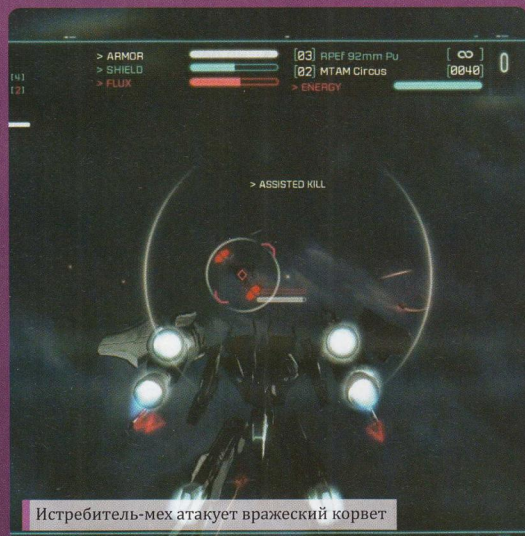 > ARMOR
> SHIELD
> FLUX
[03] RPEf 92mm Pu [ ∞ ]
[02] MTAM Circus [0040]
> ENERGY
0
[4]
[2]
> ASSISTED KILL
Истребитель-мех атакует вражеский корвет